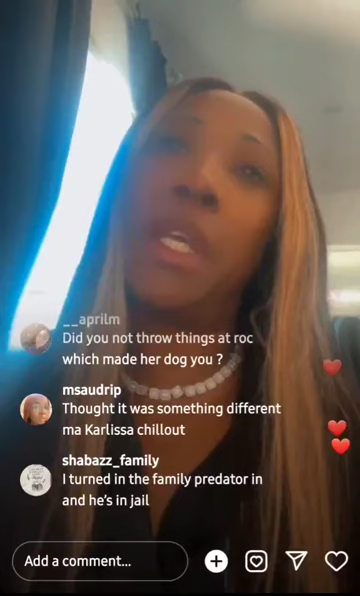 __aprilm
Did you not throw things at roc
which made her dog you ?
msaudrip
Thought it was something different
ma Karlissa chillout
shabazz_family
I turned in the family predator in
and he's in jail
Add a comment...